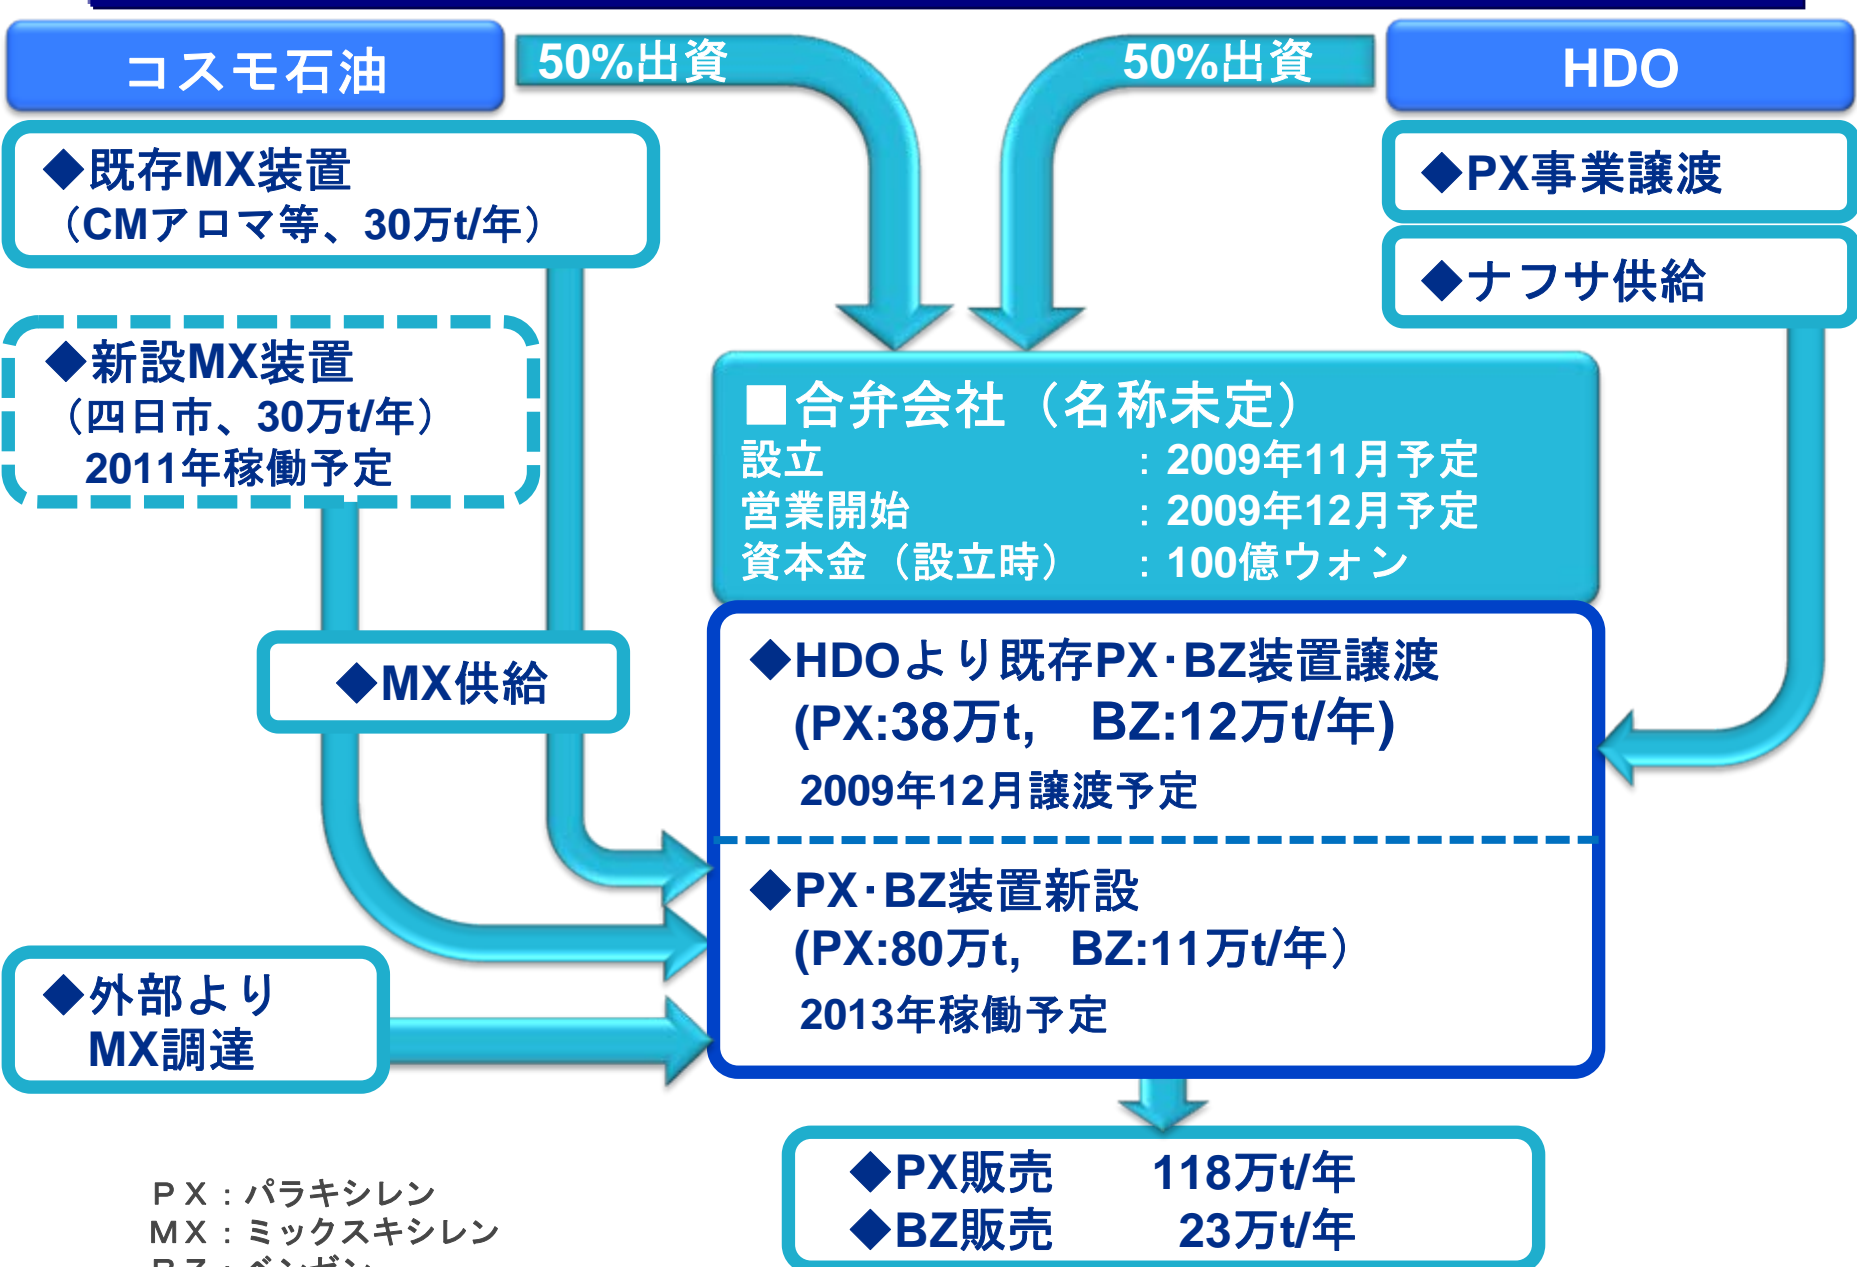 コスモ石油
50%出資
50%出資
HDO
◆既存MX装置
（CMアロマ等、30万t/年）
◆PX事業譲渡
◆ナフサ供給
◆新設MX装置
（四日市、30万t/年）
2011年稼働予定
■合弁会社（名称未定）
設立：2009年11月予定
営業開始：2009年12月予定
資本金（設立時）：100億ウォン
◆MX供給
◆HDOより既存PX・BZ装置譲渡
(PX:38万t, BZ:12万t/年)
2009年12月譲渡予定
◆PX・BZ装置新設
(PX:80万t, BZ:11万t/年）
2013年稼働予定
◆外部より
MX調達
◆PX販売 118万t/年
◆BZ販売 23万t/年
ＰＸ：パラキシレン
ＭＸ：ミックスキシレン
ＢＺ：ベンゼン